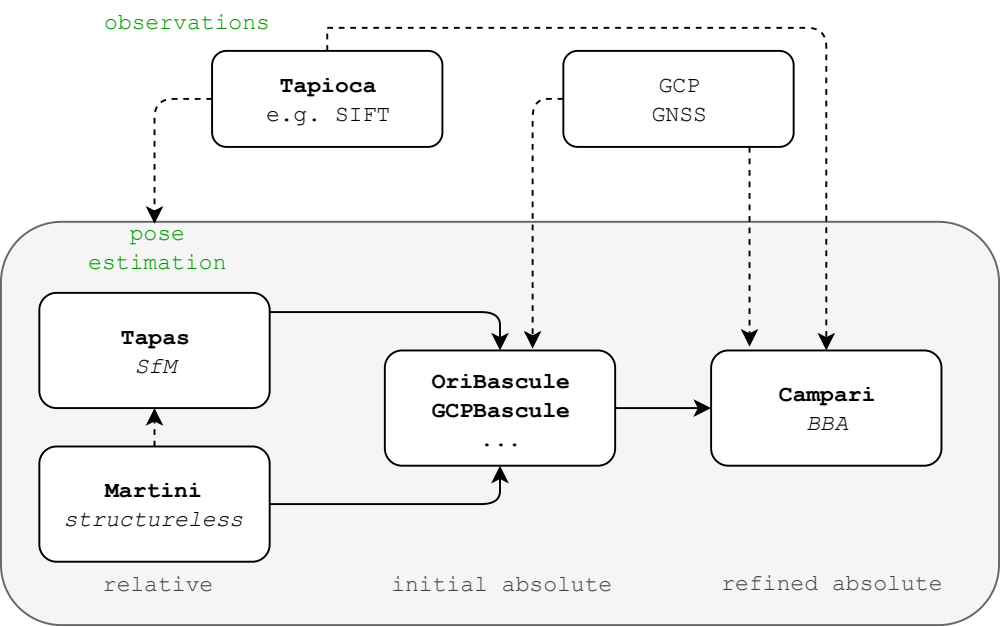 observations
Tapioca
e.g. SIFT
GCP
GNSS
pose
estimation
Tapas
SfM
OriBascule
GCPBascule
...
Campari
BBA
Martini
structureless
relative
initial absolute
refined absolute